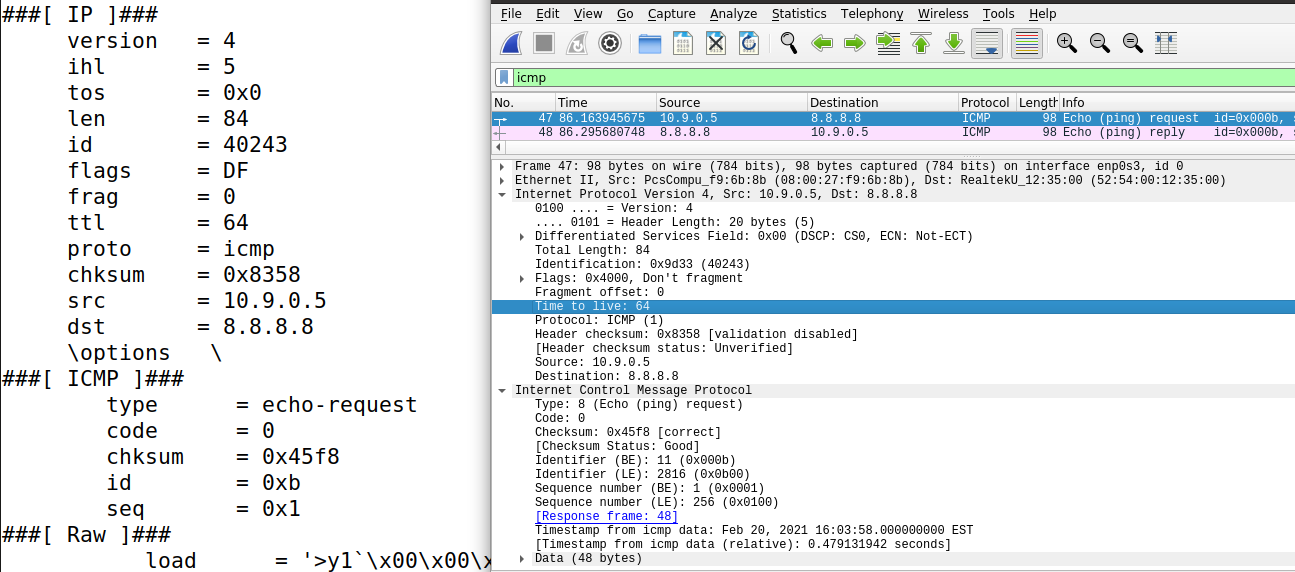 ###[ IP ]###
version = 4
ihl = 5
tos = 0x0
len = 84
id = 40243
flags = DF
frag = 0
ttl = 64
proto = icmp
chksum = 0x8358
src = 10.9.0.5
dst = 8.8.8.8
\options \
###[ ICMP ]###
type = echo-request
code = 0
chksum = 0x45f8
id = 0xb
seq = 0x1
###[ Raw ]###
load = '>y1`\x00\x00\x
File Edit View Go Capture Analyze Statistics Telephony Wireless Tools Help
icmp
No. Time Source Destination Protocol Length Info
47 86.163945675 10.9.0.5 8.8.8.8 ICMP 98 Echo (ping) request id=0x000b,
48 86.295680748 8.8.8.8 10.9.0.5 ICMP 98 Echo (ping) reply id=0x000b,
Frame 47: 98 bytes on wire (784 bits), 98 bytes captured (784 bits) on interface enp0s3, id 0
Ethernet II, Src: PcsCompu_f9:6b:8b (08:00:27:f9:6b:8b), Dst: RealtekU_12:35:00 (52:54:00:12:35:00)
Internet Protocol Version 4, Src: 10.9.0.5, Dst: 8.8.8.8
0100 .... = Version: 4
.... 0101 = Header Length: 20 bytes (5)
Differentiated Services Field: 0x00 (DSCP: CS0, ECN: Not-ECT)
Total Length: 84
Identification: 0x9d33 (40243)
Flags: 0x4000, Don't fragment
Fragment offset: 0
Time to live: 64
Protocol: ICMP (1)
Header checksum: 0x8358 [validation disabled]
[Header checksum status: Unverified]
Source: 10.9.0.5
Destination: 8.8.8.8
Internet Control Message Protocol
Type: 8 (Echo (ping) request)
Code: 0
Checksum: 0x45f8 [correct]
[Checksum Status: Good]
Identifier (BE): 11 (0x000b)
Identifier (LE): 2816 (0x0b00)
Sequence number (BE): 1 (0x0001)
Sequence number (LE): 256 (0x0100)
[Response frame: 48]
Timestamp from icmp data: Feb 20, 2021 16:03:58.000000000 EST
[Timestamp from icmp data (relative): 0.479131942 seconds]
Data (48 bytes)